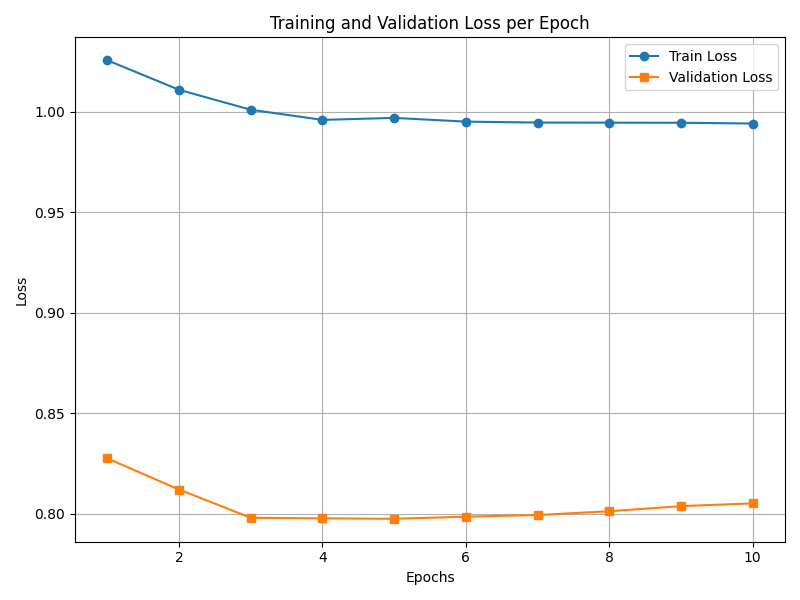 Training and Validation Loss per Epoch
Train Loss
Validation Loss
1.00
0.95
0.90
0.85
0.80
Loss
2 4 6 8 10
Epochs